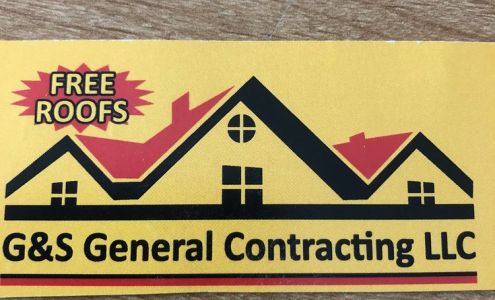 FREE
ROOFS
G&S General Contracting LLC